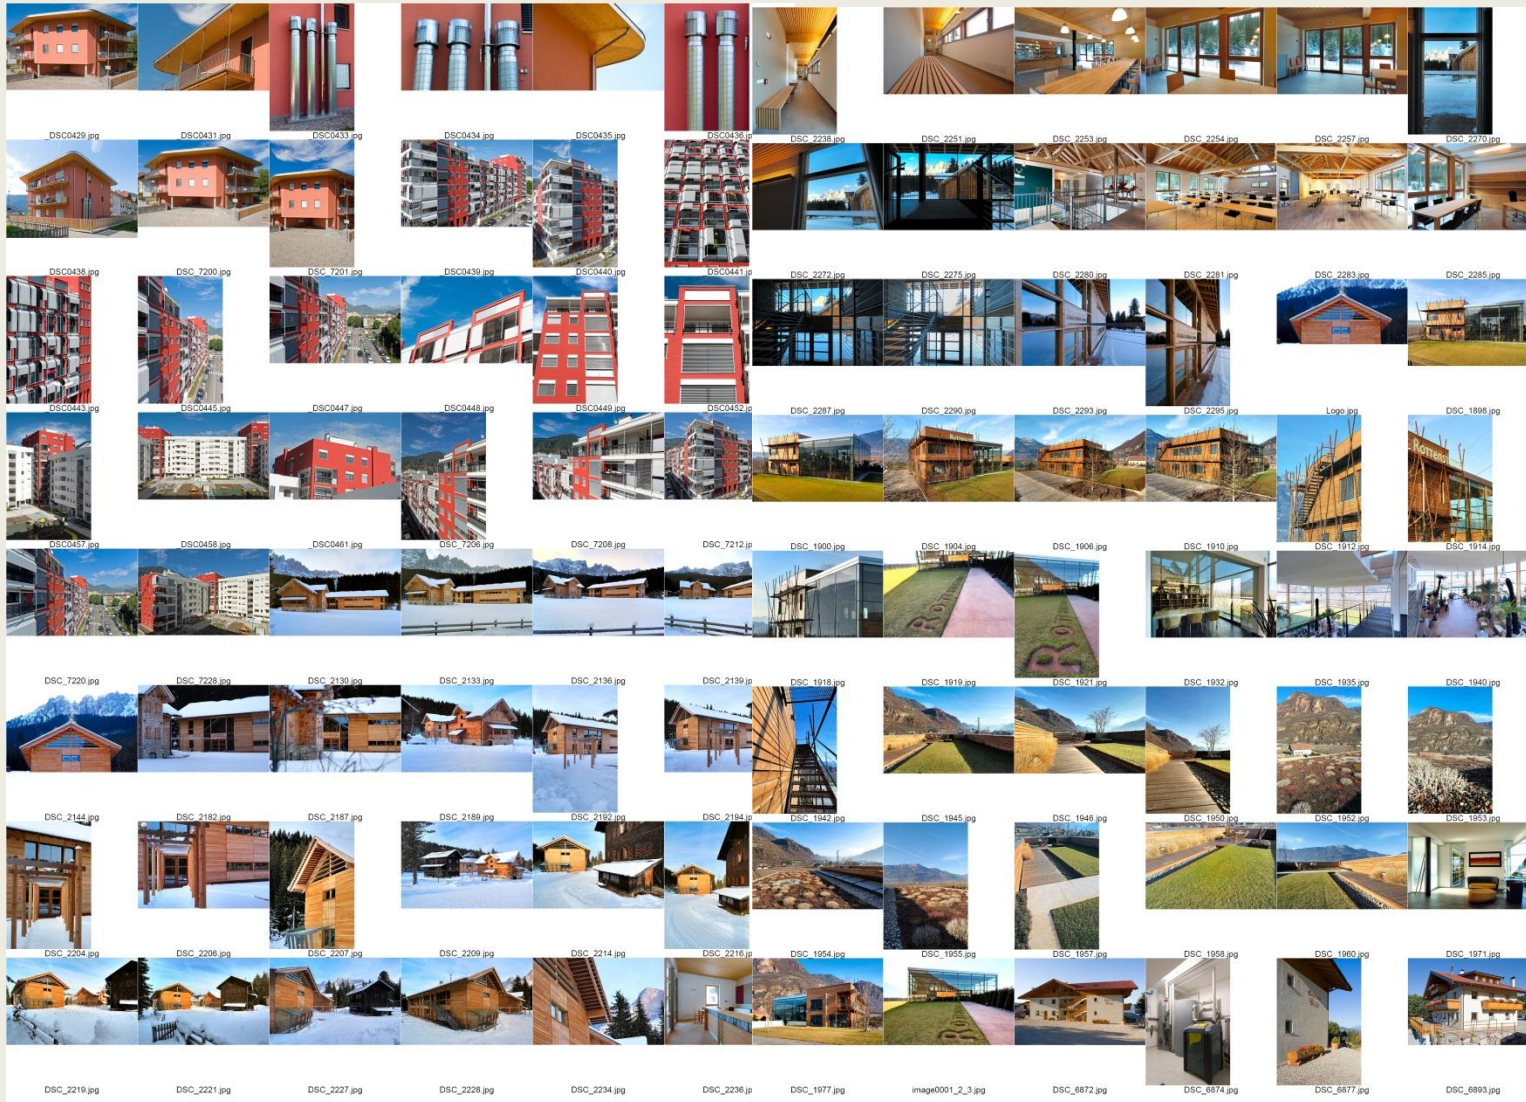 DSC0429.jpg DSC0431.jpg DSC0433.jpg DSC0434.jpg DSC0435.jpg DSC0436.jp
DSC_2238.jpg DSC_2251.jpg DSC_2253.jpg DSC_2254.jpg DSC_2257.jpg DSC_2270.jpg
DSC0438.jpg DSC_7200.jpg DSC_7201.jpg DSC0439.jpg DSC0440.jpg DSC0441.jp
DSC_2272.jpg DSC_2275.jpg DSC_2280.jpg DSC_2281.jpg DSC_2283.jpg DSC_2285.jpg
DSC0443.jpg DSC0445.jpg DSC0447.jpg DSC0448.jpg DSC0449.jpg DSC0452.jp
DSC_2287.jpg DSC_2290.jpg DSC_2293.jpg DSC_2295.jpg Logo.jpg DSC_1898.jpg
DSC0457.jpg DSC0458.jpg DSC0461.jpg DSC_7206.jpg DSC_7208.jpg DSC_7212.jp
DSC_1900.jpg DSC_1904.jpg DSC_1906.jpg DSC_1910.jpg DSC_1912.jpg DSC_1914.jpg
DSC_7220.jpg DSC_7228.jpg DSC_2130.jpg DSC_2133.jpg DSC_2136.jpg DSC_2139.jp
DSC_1918.jpg DSC_1919.jpg DSC_1921.jpg DSC_1932.jpg DSC_1935.jpg DSC_1940.jpg
DSC_2144.jpg DSC_2182.jpg DSC_2187.jpg DSC_2189.jpg DSC_2192.jpg DSC_2194.jp
DSC_1942.jpg DSC_1945.jpg DSC_1946.jpg DSC_1950.jpg DSC_1952.jpg DSC_1953.jpg
DSC_2204.jpg DSC_2206.jpg DSC_2207.jpg DSC_2209.jpg DSC_2214.jpg DSC_2216.jp
DSC_1954.jpg DSC_1955.jpg DSC_1957.jpg DSC_1958.jpg DSC_1960.jpg DSC_1971.jpg
DSC_2219.jpg DSC_2221.jpg DSC_2227.jpg DSC_2228.jpg DSC_2234.jpg DSC_2236.jp
DSC_1977.jpg image0001_2_3.jpg DSC_6872.jpg DSC_6874.jpg DSC_6877.jpg DSC_6893.jpg